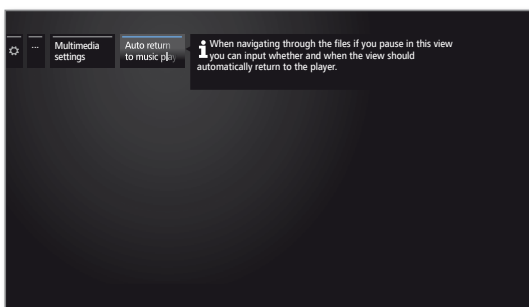 ...
Multimedia
settings
Auto return
to music play
When navigating through the files if you pause in this view
you can input whether and when the view should
automatically return to the player.